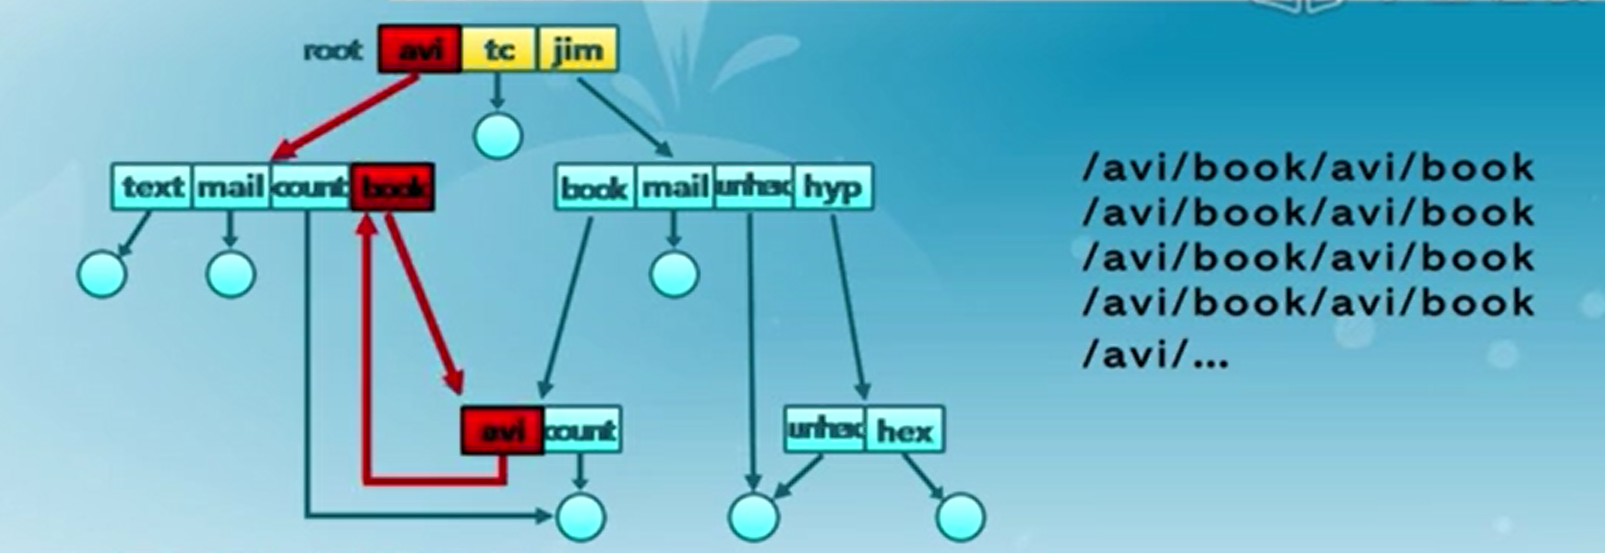 root avi tc jim
text mail count book
book mail unhex hyp
avi count
unhex hex
/avi/book/avi/book
/avi/book/avi/book
/avi/book/avi/book
/avi/book/avi/book
/avi/...